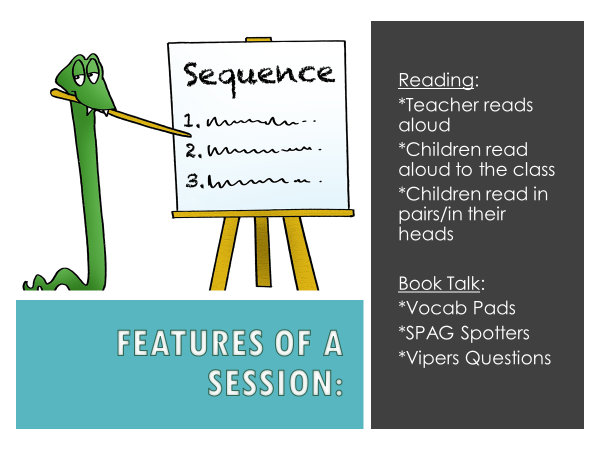 Sequence
1.
2.
3.
FEATURES OF A
SESSION:
Reading:
*Teacher reads
aloud
*Children read
aloud to the class
*Children read in
pairs/in their
heads
Book Talk:
*Vocab Pads
*SPAG Spotters
*Vipers Questions